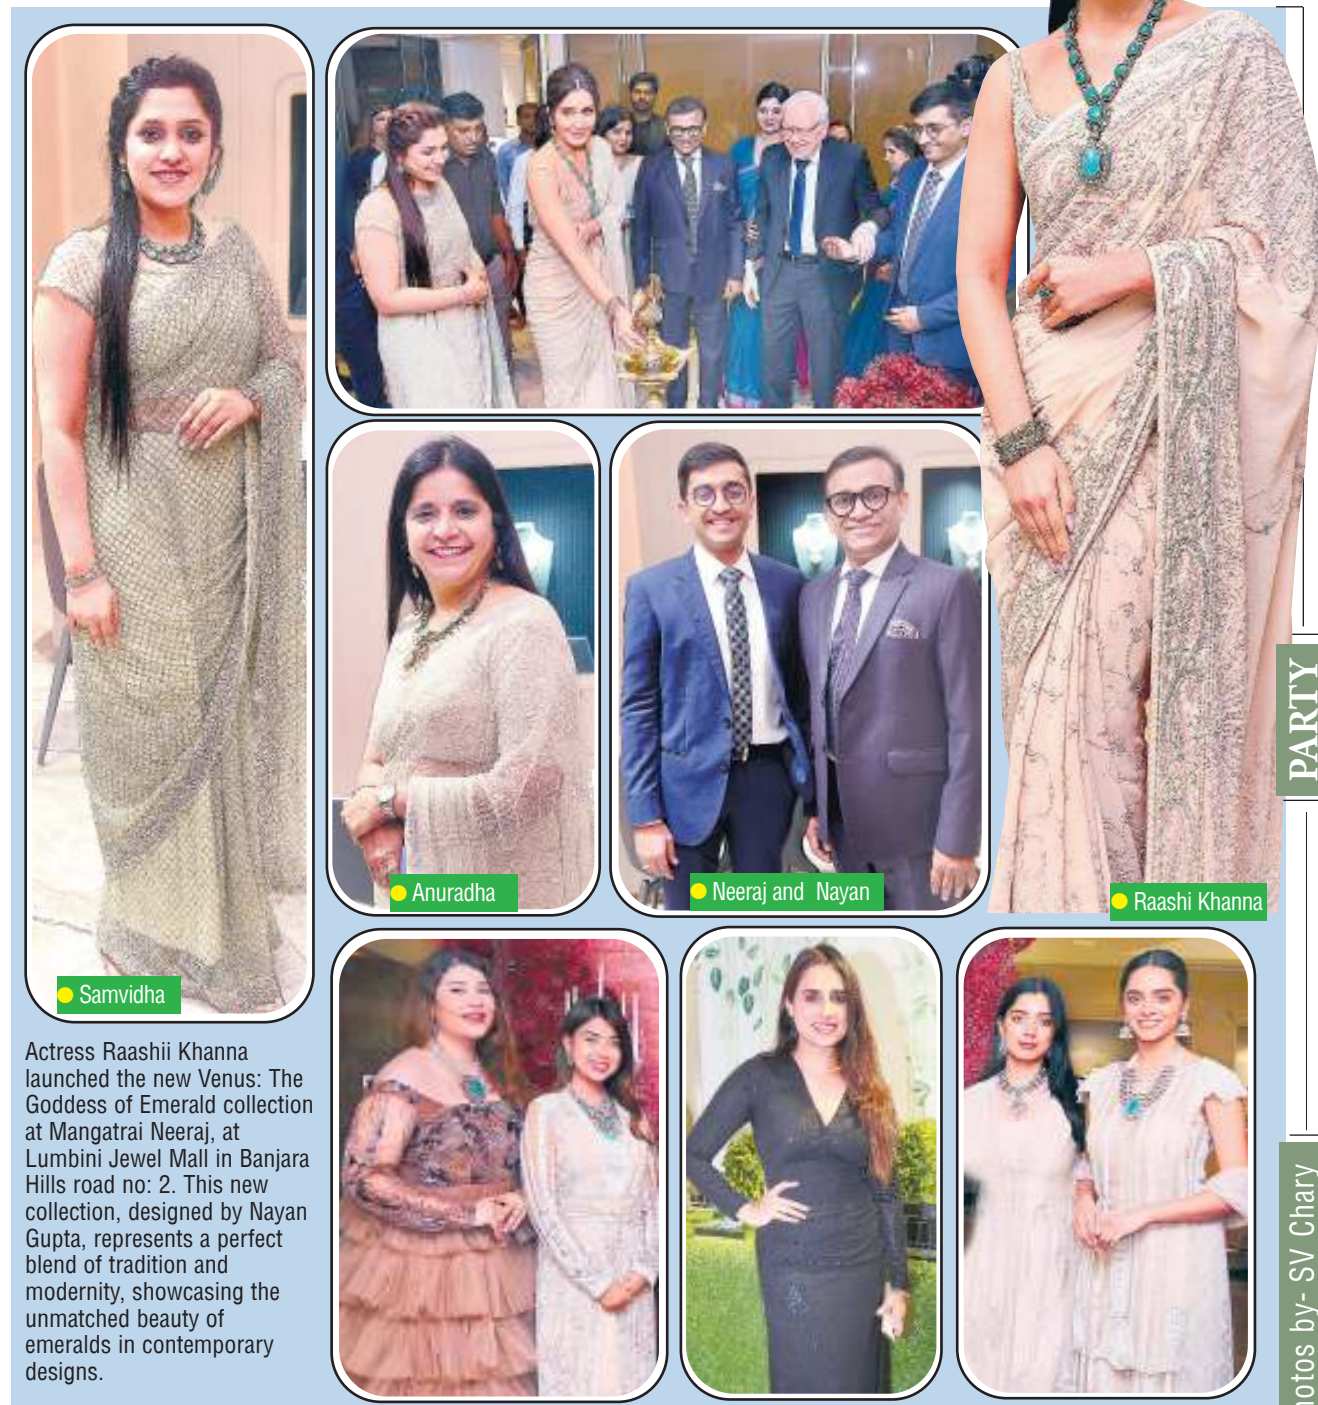 PARTY
Anuradha
Neeraj and Nayan
Raashi Khanna
Samvidha
Actress Raashii Khanna
launched the new Venus: The
Goddess of Emerald collection
at Mangatrai Neeraj, at
Lumbini Jewel Mall in Banjara
Hills road no: 2. This new
collection, designed by Nayan
Gupta, represents a perfect
blend of tradition and
modernity, showcasing the
unmatched beauty of
emeralds in contemporary
designs.
by- SV Chary